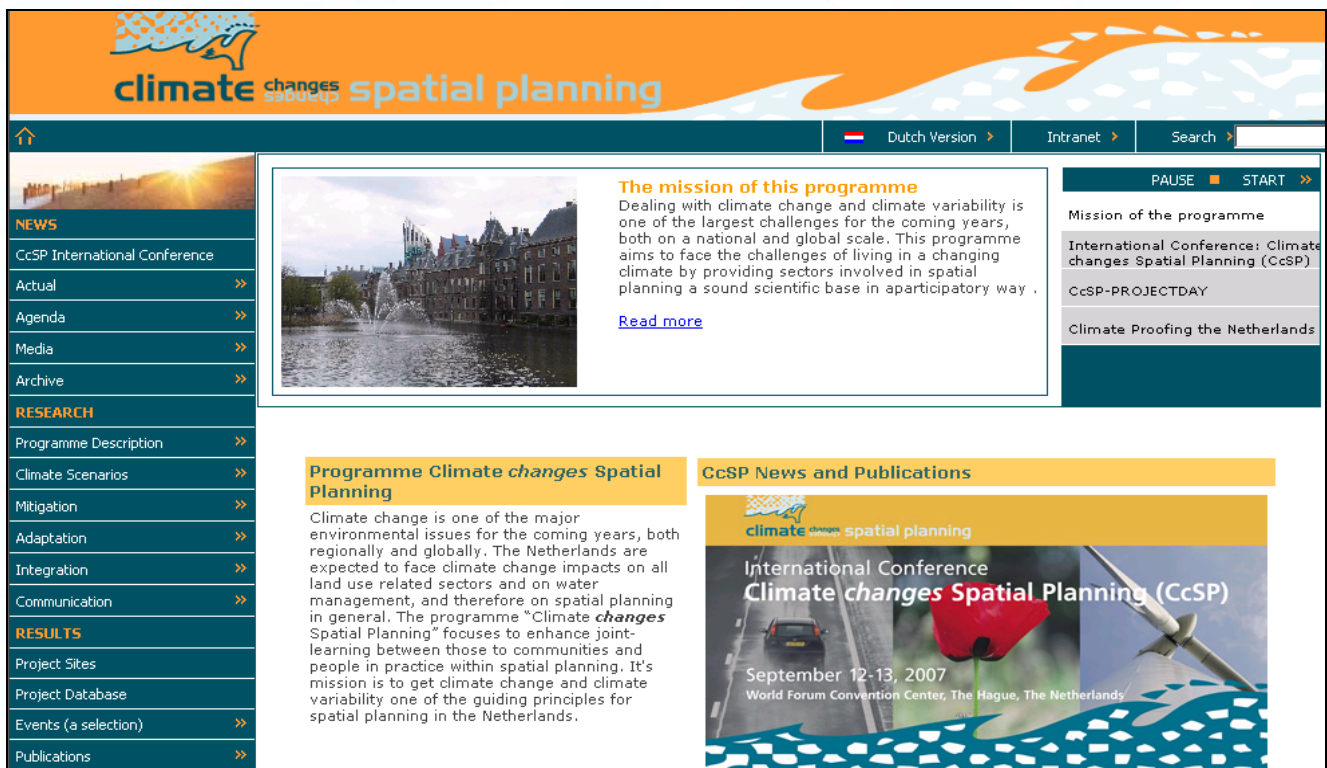 climate changes changes spatial planning
Dutch Version
Intranet
Search
NEWS
CcSP International Conference
Actual
Agenda
Media
Archive
RESEARCH
Programme Description
Climate Scenarios
Mitigation
Adaptation
Integration
Communication
RESULTS
Project Sites
Project Database
Events (a selection)
Publications
The mission of this programme
Dealing with climate change and climate variability is
one of the largest challenges for the coming years,
both on a national and global scale. This programme
aims to face the challenges of living in a changing
climate by providing sectors involved in spatial
planning a sound scientific base in aparticipatory way .
Read more
PAUSE START
Mission of the programme
International Conference: Climate
changes Spatial Planning (CcSP)
CcSP-PROJECTDAY
Climate Proofing the Netherlands
Programme Climate changes Spatial
Planning
Climate change is one of the major
environmental issues for the coming years, both
regionally and globally. The Netherlands are
expected to face climate change impacts on all
land use related sectors and on water
management, and therefore on spatial planning
in general. The programme “Climate changes
Spatial Planning” focuses to enhance joint-
learning between those to communities and
people in practice within spatial planning. It's
mission is to get climate change and climate
variability one of the guiding principles for
spatial planning in the Netherlands.
CcSP News and Publications
climate changes changes spatial planning
International Conference
Climate changes Spatial Planning (CcSP)
September 12-13, 2007
World Forum Convention Center, The Hague, The Netherlands